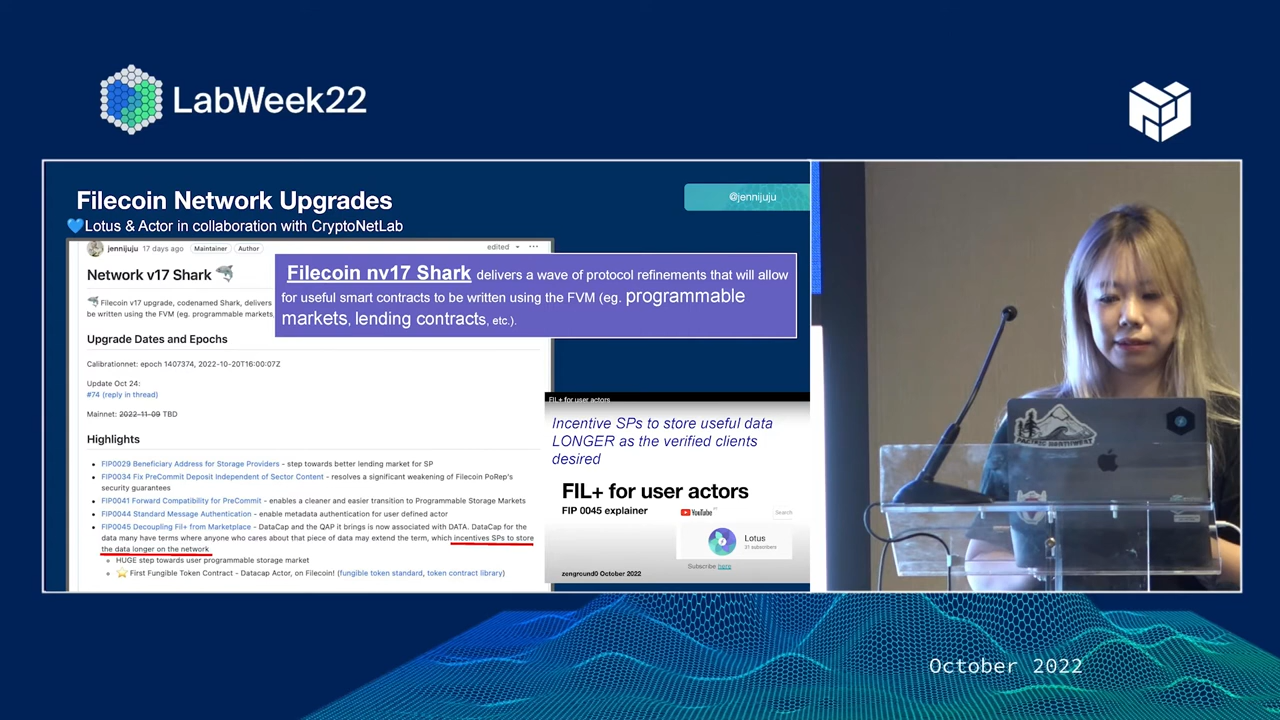 LabWeek22
Filecoin Network Upgrades
💙Lotus & Actor in collaboration with CryptoNetLab
@jennijuju
jennijuju 17 days ago Maintainer Author
edited
Network v17 Shark 🦈
Filecoin v17 upgrade, codenamed Shark, delivers
be written using the FVM (eg. programmable markets,
Filecoin nv17 Shark delivers a wave of protocol refinements that will allow
for useful smart contracts to be written using the FVM (eg. programmable
markets, lending contracts, etc.).
Upgrade Dates and Epochs
Calibrationnet: epoch 1407374, 2022-10-20T16:00:07Z
Update Oct 24:
#74 (reply in thread)
Mainnet: 2022-11-09 TBD
Highlights
• FIP0029 Beneficiary Address for Storage Providers - step towards better lending market for SP
• FIP0034 Fix PreCommit Deposit Independent of Sector Content - resolves a significant weakening of Filecoin PoRep's
security guarantees
• FIP0041 Forward Compatibility for PreCommit - enables a cleaner and easier transition to Programmable Storage Markets
• FIP0044 Standard Message Authentication - enable metadata authentication for user defined actor
• FIP0045 Decoupling Fil+ from Marketplace - DataCap and the QAP it brings is now associated with DATA. DataCap for the
data many have terms where anyone who cares about that piece of data may extend the term, which incentives SPs to store
the data longer on the network
HUGE step towards user programmable storage market
⭐ First Fungible Token Contract - Datacap Actor, on Filecoin! (fungible token standard, token contract library)
FIL+ for user actors
Incentive SPs to store useful data
LONGER as the verified clients
desired
FIL+ for user actors
FIP 0045 explainer
YouTube
Search
Lotus
31 subscribers
Subscribe here
zenground0 October 2022
PACIFIC NORTHWEST
October 2022